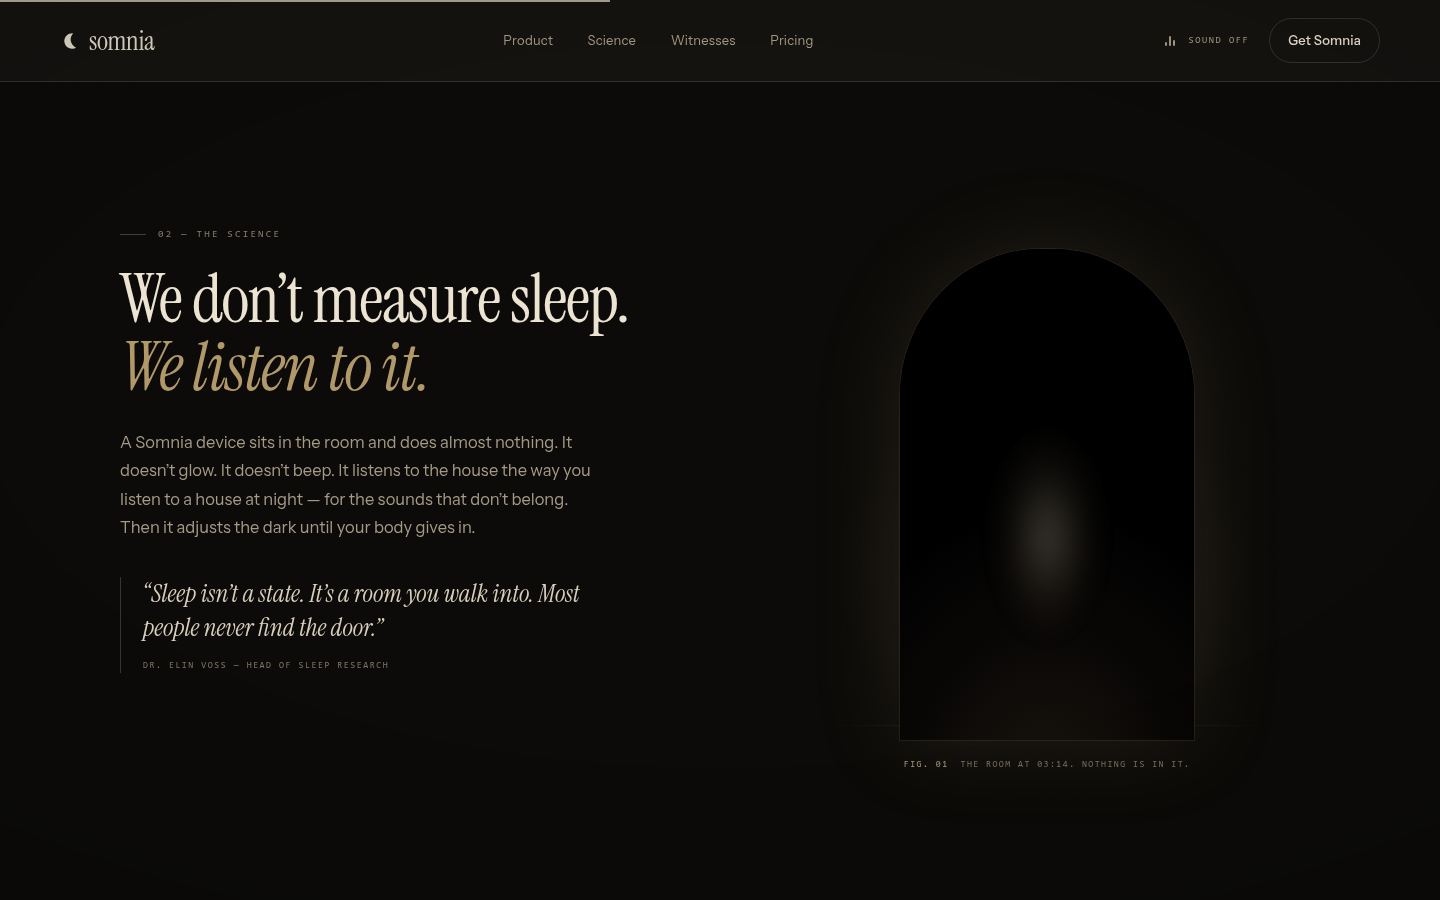 somnia
Product
Science
Witnesses
Pricing
SOUND OFF
Get Somnia
02 — THE SCIENCE
We don’t measure sleep.
We listen to it.
A Somnia device sits in the room and does almost nothing. It
doesn’t glow. It doesn’t beep. It listens to the house the way you
listen to a house at night — for the sounds that don’t belong.
Then it adjusts the dark until your body gives in.
“Sleep isn’t a state. It’s a room you walk into. Most
people never find the door.”
DR. ELIN VOSS — HEAD OF SLEEP RESEARCH
FIG. 01 THE ROOM AT 03:14. NOTHING IS IN IT.